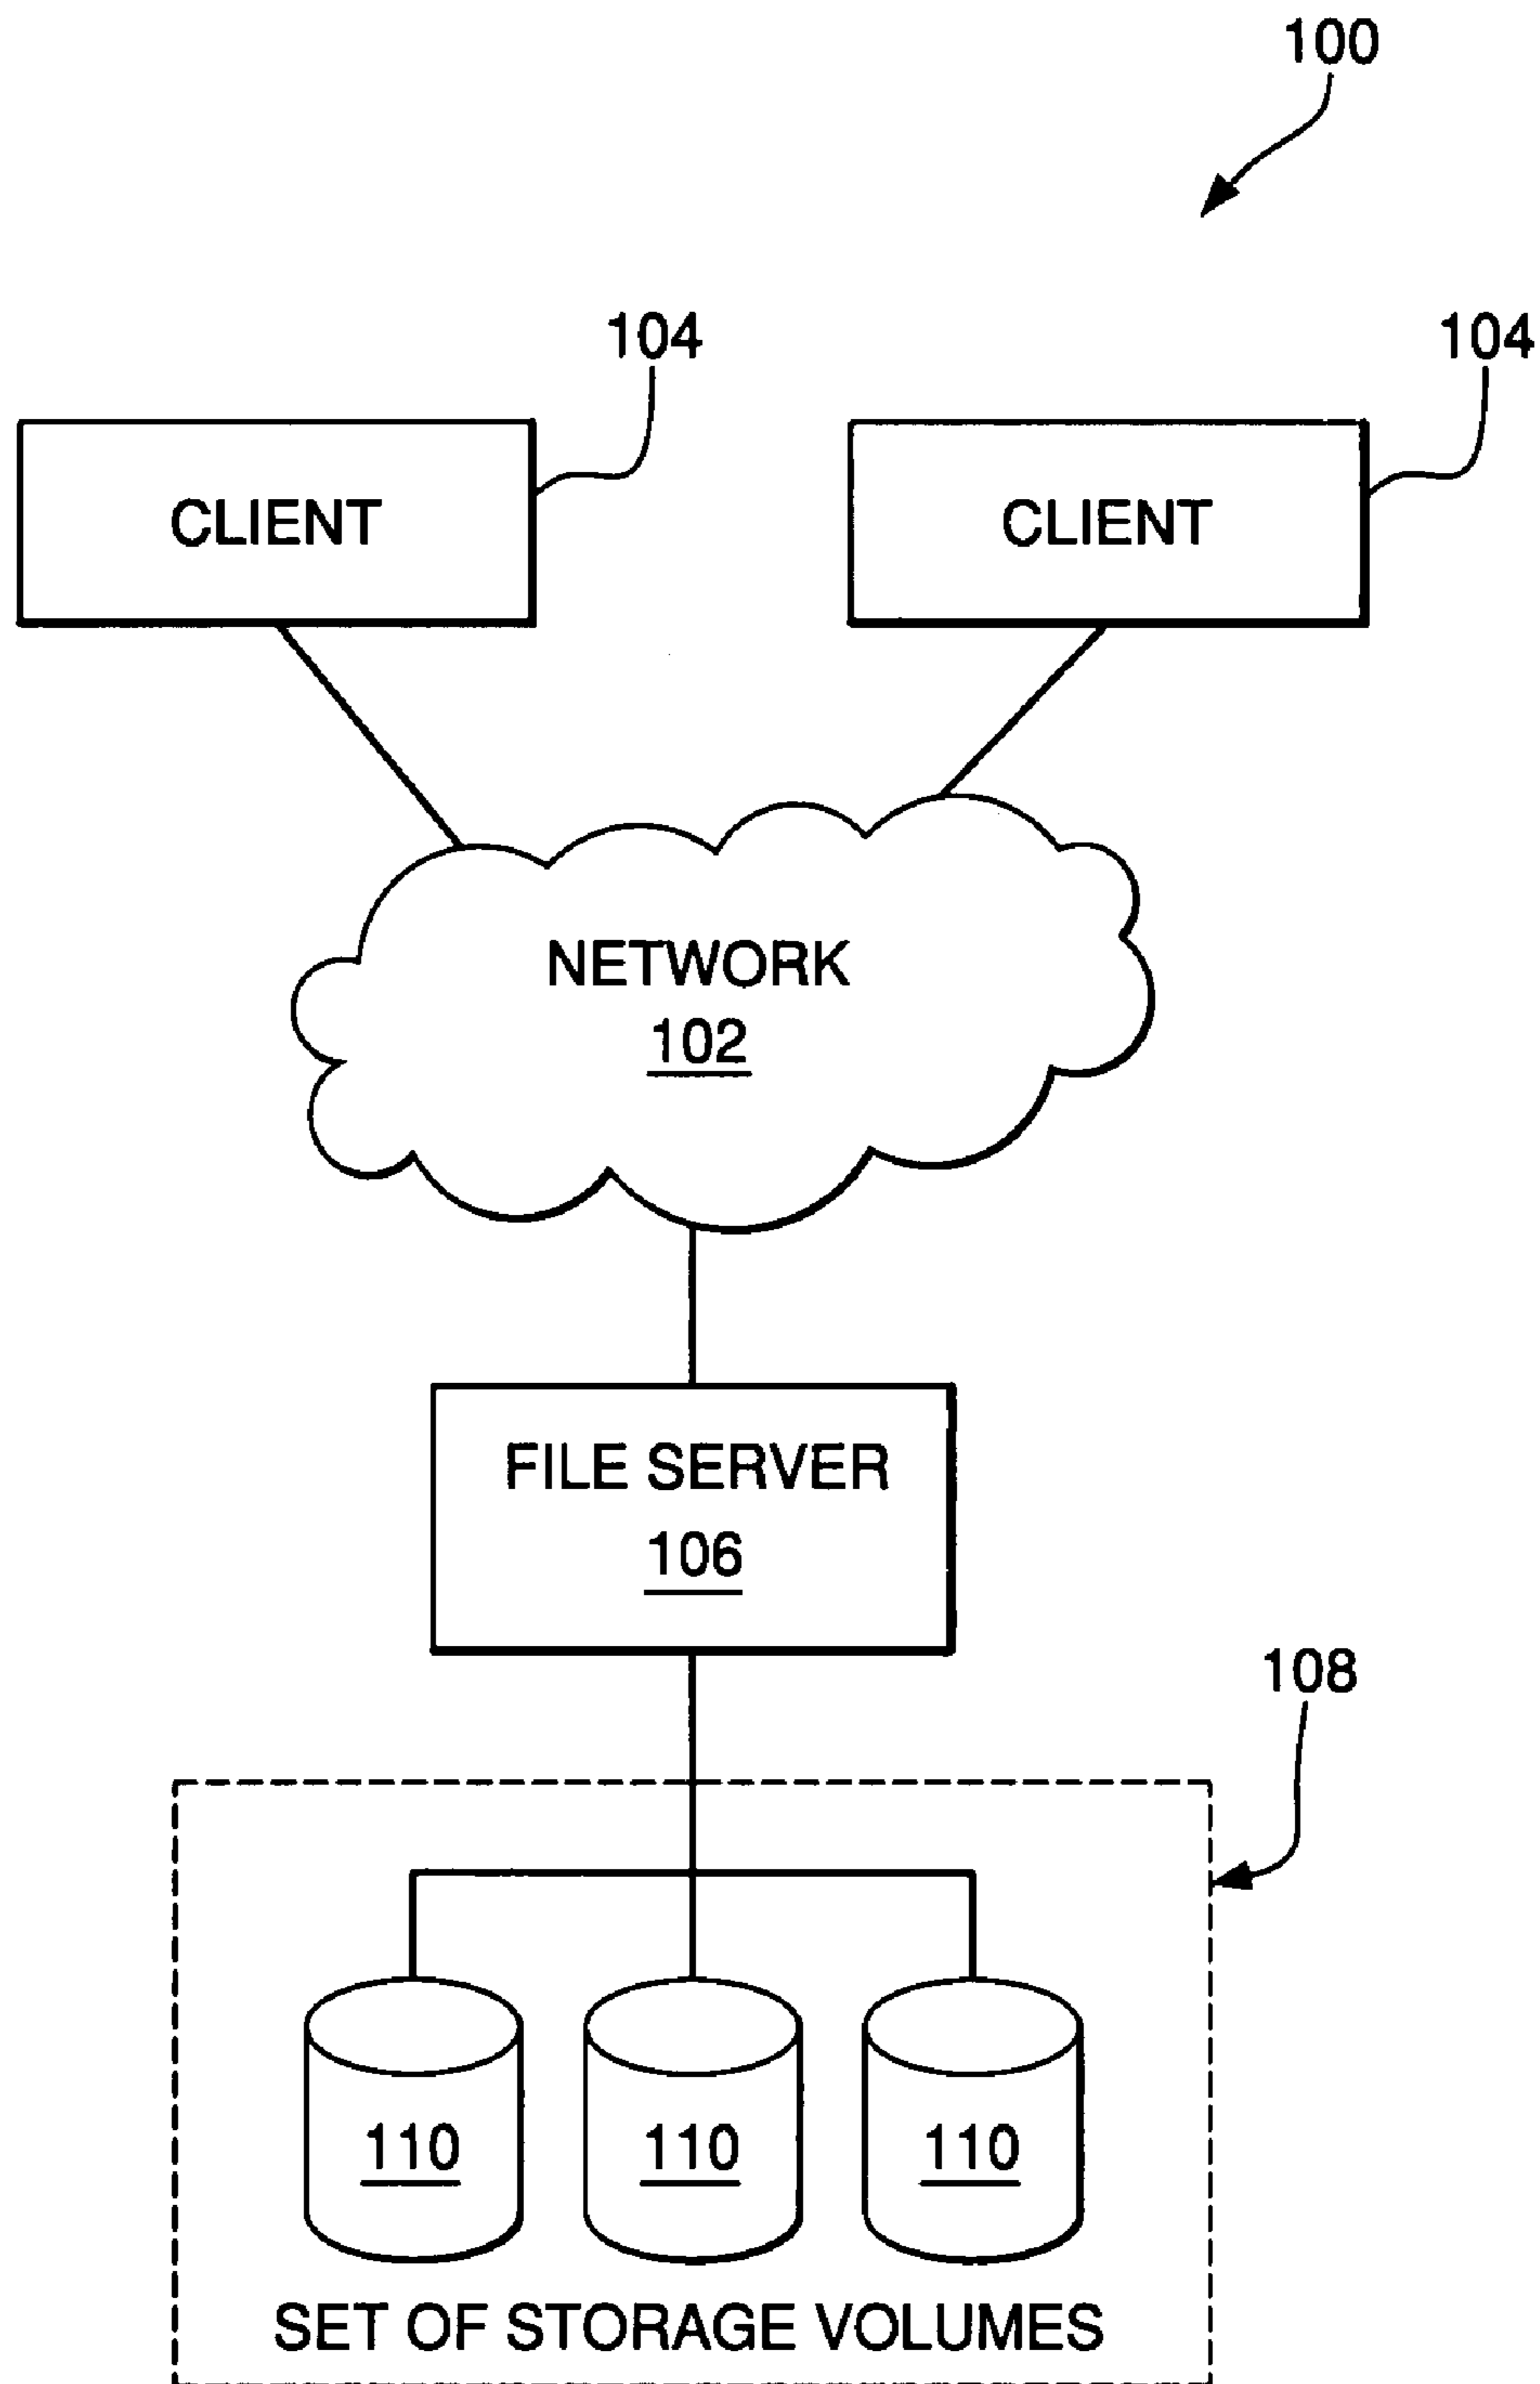 100
104
104
CLIENT
CLIENT
NETWORK
102
FILE SERVER
106
108
110
110
110
SET OF STORAGE VOLUMES